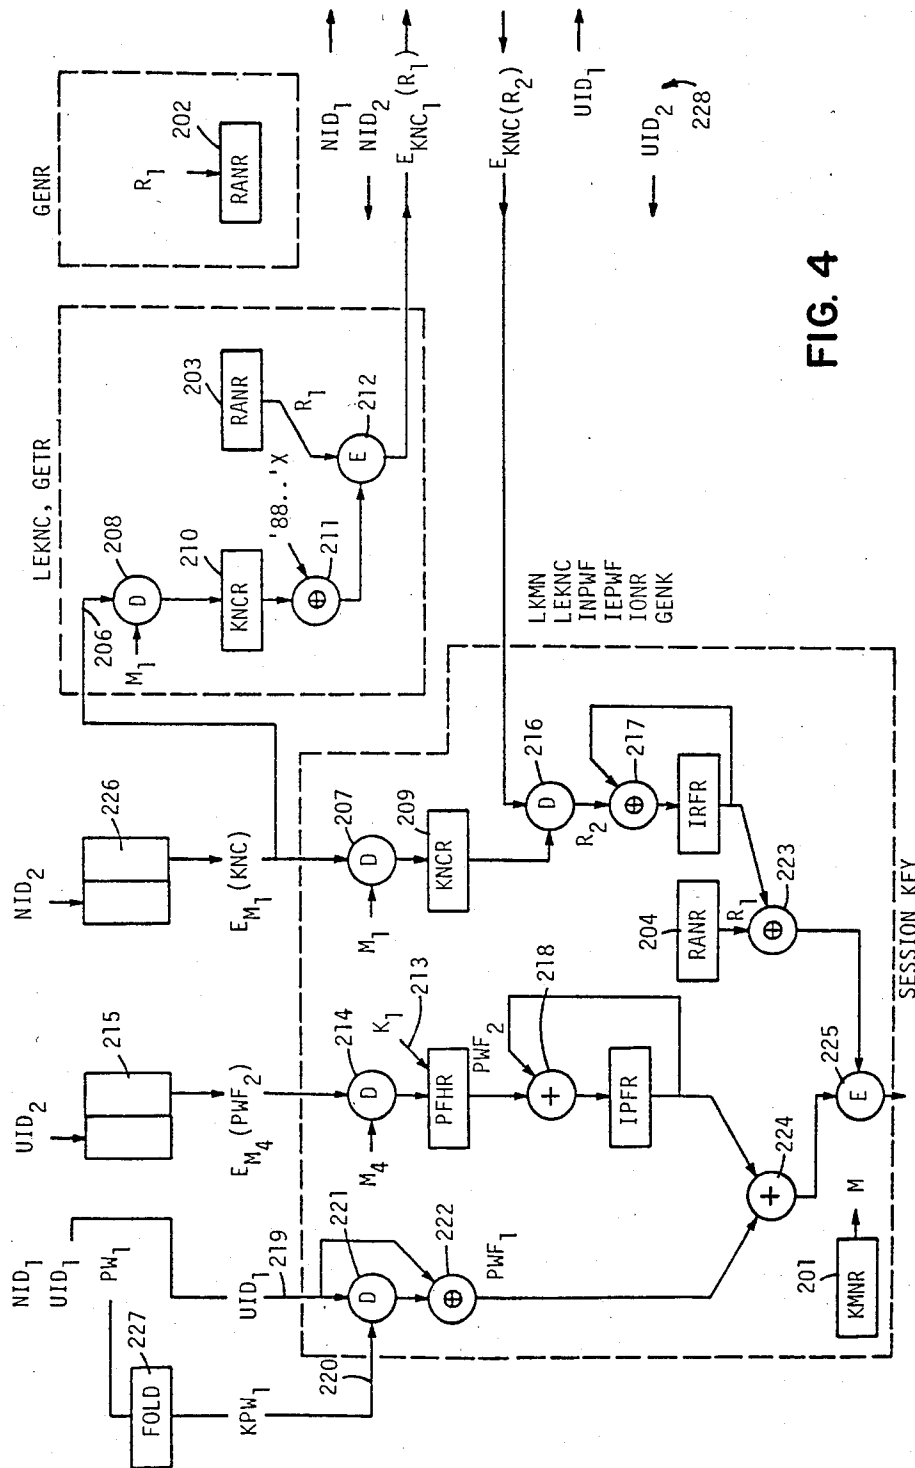 NID₁
UID₁
PW₁
FOLD
227
KPW₁
220
UID₁
219
D
221
⊕
222
PWF₁
UID₂
215
E_M₄(PWF₂)
D
214
M₄
K₁
213
PFHR
PWF₂
+
218
IPFR
+
224
KMNR
201
M
E
225
SESSION KEY
NID₂
226
E_M₁(KNC)
D
207
M₁
KNCR
209
D
216
R₂
⊕
217
IRFR
RANR
204
R₁
⊕
223
LKMN
LEKNC
INPWF
IEPWF
IONR
GENK
LEKNC, GETR
206
D
208
M₁
KNCR
210
'88..'X
⊕
211
RANR
203
R₁
E
212
GENR
R₁
RANR
202
NID₁
NID₂
E_KNC₁(R₁)
E_KNC(R₂)
UID₁
UID₂
228
FIG. 4